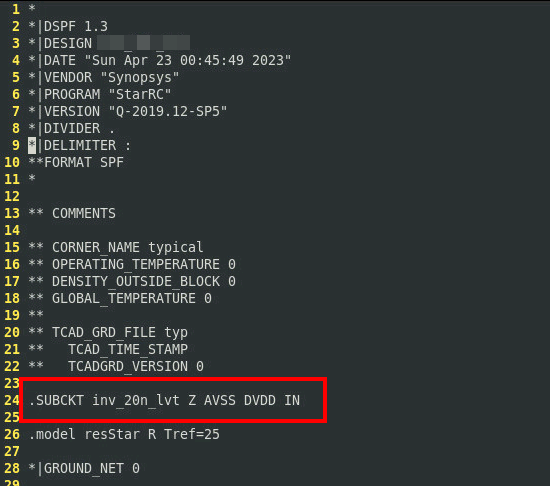 1 *
2 *|DSPF 1.3
3 *|DESIGN
4 *|DATE "Sun Apr 23 00:45:49 2023"
5 *|VENDOR "Synopsys"
6 *|PROGRAM "StarRC"
7 *|VERSION "Q-2019.12-SP5"
8 *|DIVIDER .
9 *|DELIMITER :
10 **FORMAT SPF
11 *
12
13 ** COMMENTS
14
15 ** CORNER_NAME typical
16 ** OPERATING_TEMPERATURE 0
17 ** DENSITY_OUTSIDE_BLOCK 0
18 ** GLOBAL_TEMPERATURE 0
19 **
20 ** TCAD_GRD_FILE typ
21 **   TCAD_TIME_STAMP
22 **   TCADGRD_VERSION 0
23
24 .SUBCKT inv_20n_lvt Z AVSS DVDD IN
25
26 .model resStar R Tref=25
27
28 *|GROUND_NET 0
29